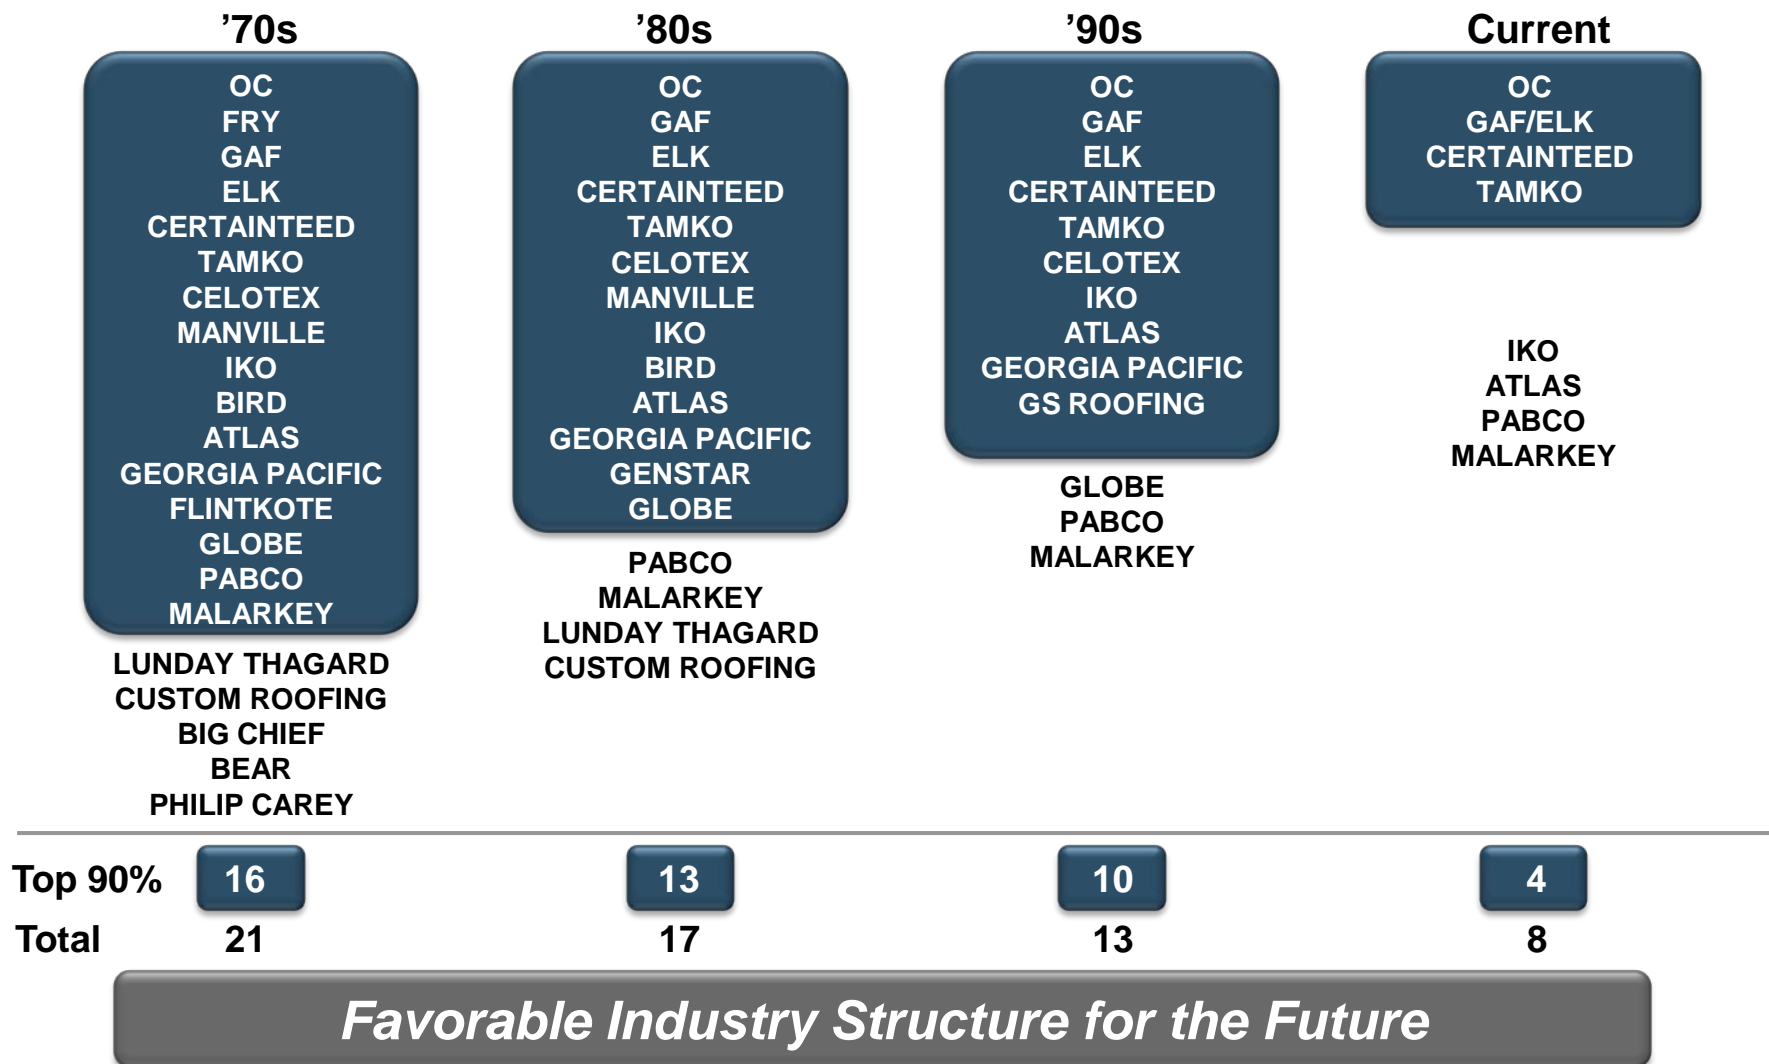 ’70s
OC
FRY
GAF
ELK
CERTAINTEED
TAMKO
CELOTEX
MANVILLE
IKO
BIRD
ATLAS
GEORGIA PACIFIC
FLINTKOTE
GLOBE
PABCO
MALARKEY
LUNDAY THAGARD
CUSTOM ROOFING
BIG CHIEF
BEAR
PHILIP CAREY
’80s
OC
GAF
ELK
CERTAINTEED
TAMKO
CELOTEX
MANVILLE
IKO
BIRD
ATLAS
GEORGIA PACIFIC
GENSTAR
GLOBE
PABCO
MALARKEY
LUNDAY THAGARD
CUSTOM ROOFING
’90s
OC
GAF
ELK
CERTAINTEED
TAMKO
CELOTEX
IKO
ATLAS
GEORGIA PACIFIC
GS ROOFING
GLOBE
PABCO
MALARKEY
Current
OC
GAF/ELK
CERTAINTEED
TAMKO
IKO
ATLAS
PABCO
MALARKEY
Top 90% 16 13 10 4
Total 21 17 13 8
Favorable Industry Structure for the Future